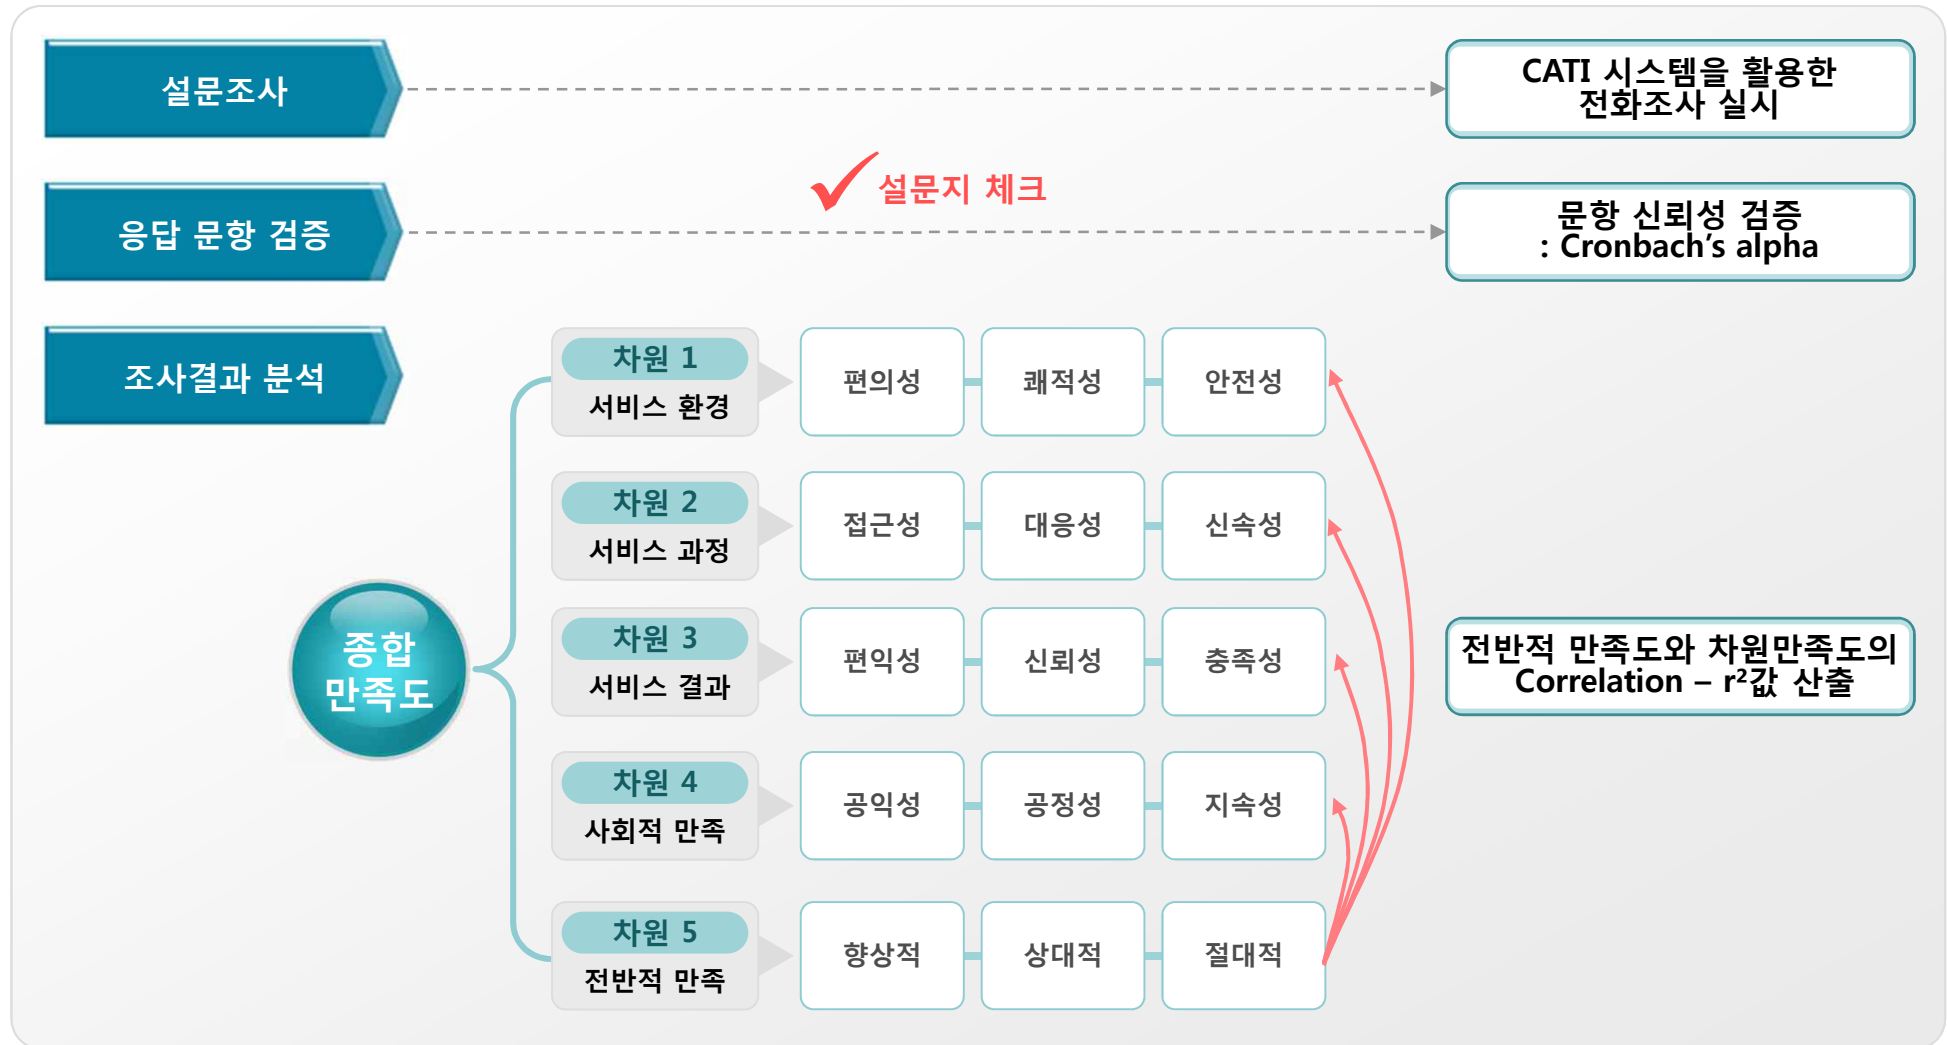 설문조사
CATI 시스템을 활용한
전화조사 실시
설문지 체크
응답 문항 검증
문항 신뢰성 검증
: Cronbach’s alpha
조사결과 분석
차원 1
서비스 환경
편의성
쾌적성
안전성
차원 2
서비스 과정
접근성
대응성
신속성
종합
만족도
차원 3
서비스 결과
편익성
신뢰성
충족성
전반적 만족도와 차원만족도의
Correlation – r²값 산출
차원 4
사회적 만족
공익성
공정성
지속성
차원 5
전반적 만족
향상적
상대적
절대적